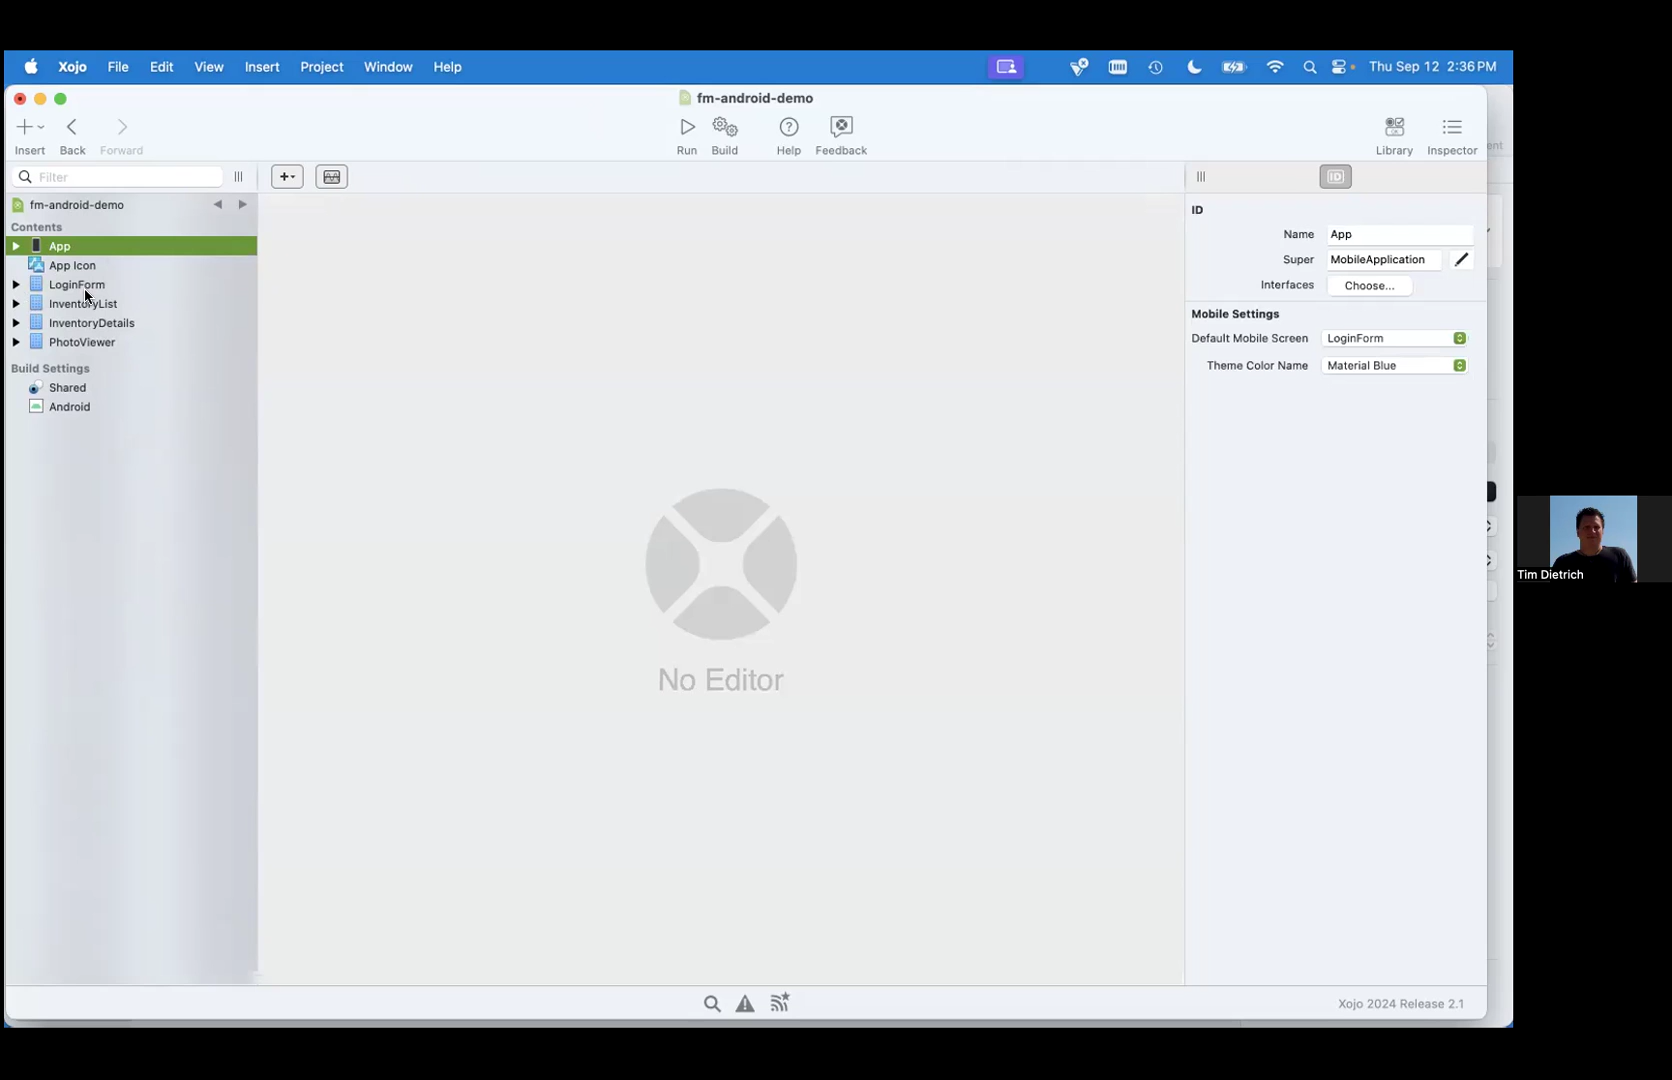 Xojo File Edit View Insert Project Window Help
Thu Sep 12 2:36 PM
fm-android-demo
Insert Back Forward
Run Build Help Feedback
Library Inspector
Filter
ID
fm-android-demo
Contents
App
App Icon
LoginForm
InventoryList
InventoryDetails
PhotoViewer
Build Settings
Shared
Android
No Editor
ID
Name App
Super MobileApplication
Interfaces Choose...
Mobile Settings
Default Mobile Screen LoginForm
Theme Color Name Material Blue
Tim Dietrich
Xojo 2024 Release 2.1